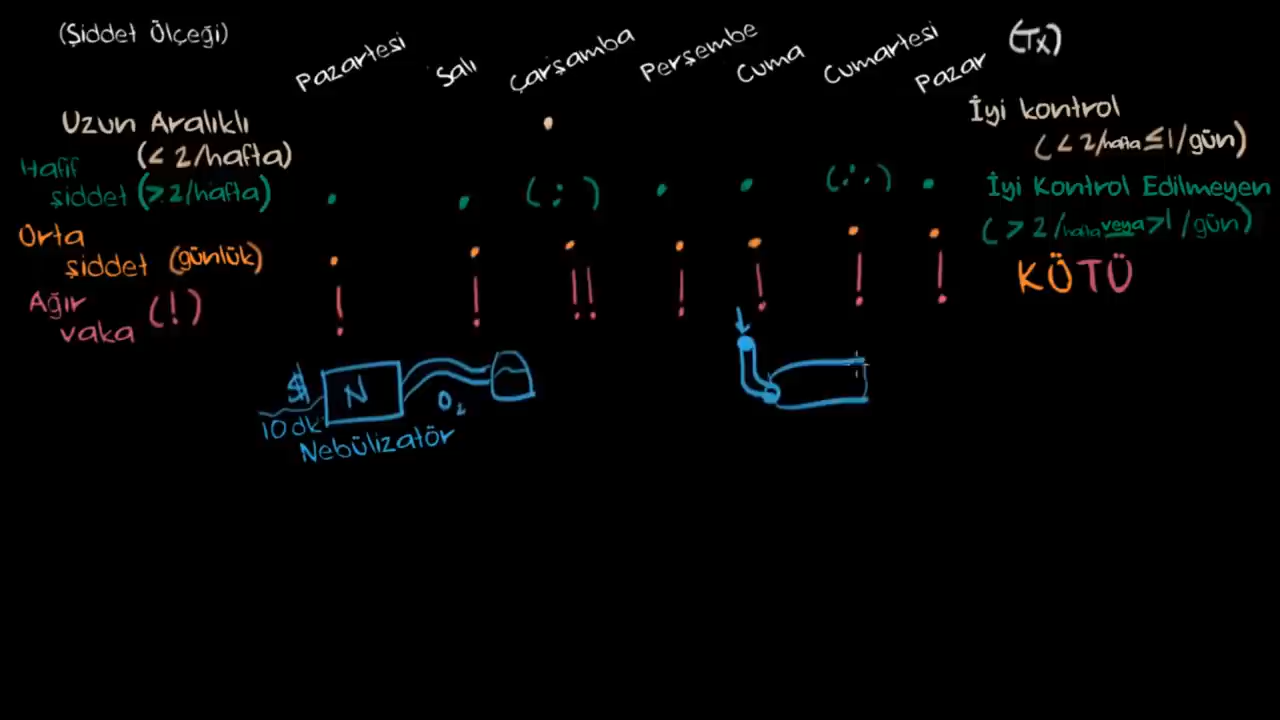 (Şiddet Ölçeği)
Pazartesi Salı Çarşamba Perşembe Cuma Cumartesi Pazar (Tx)
Uzun Aralıklı
(< 2/hafta)
Hafif
şiddet (>2/hafta)
Orta
şiddet (günlük)
Ağır
vaka (!)
İyi kontrol
(< 2/hafta ≤1/gün)
İyi Kontrol Edilmeyen
(> 2/hafta veya >1/gün)
KÖTÜ
$ N
10 dk
O₂
Nebülizatör